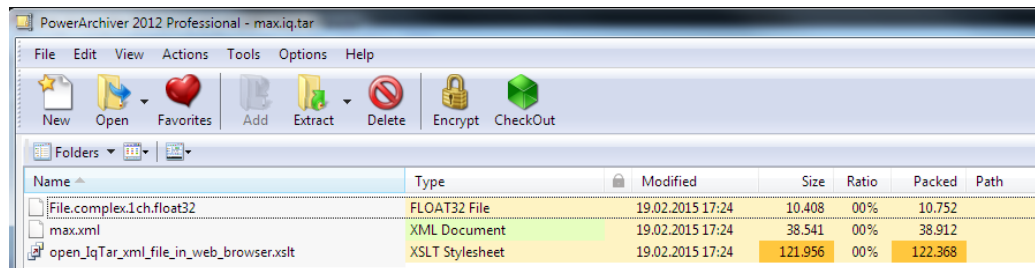 PowerArchiver 2012 Professional - max.iq.tar
File Edit View Actions Tools Options Help
New Open Favorites Add Extract Delete Encrypt CheckOut
Folders
Name Type Modified Size Ratio Packed Path
File.complex.1ch.float32 FLOAT32 File 19.02.2015 17:24 10.408 00% 10.752
max.xml XML Document 19.02.2015 17:24 38.541 00% 38.912
open_IqTar_xml_file_in_web_browser.xslt XSLT Stylesheet 19.02.2015 17:24 121.956 00% 122.368